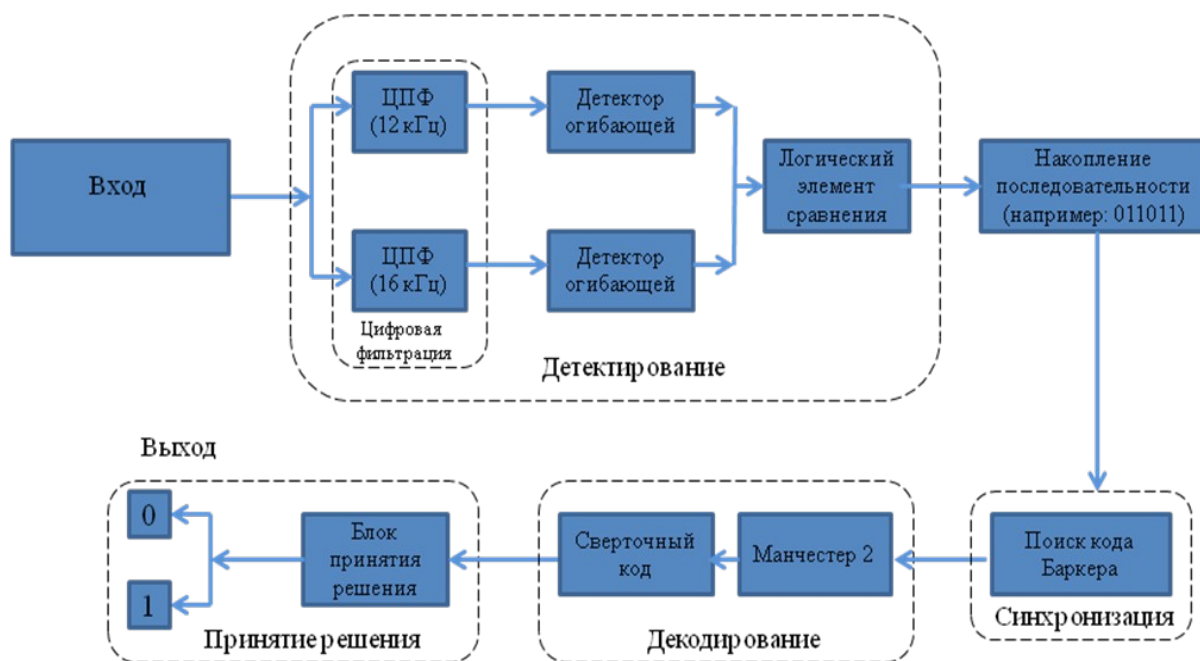 Вход
ЦПФ
(12 кГц)
Детектор
огибающей
ЦПФ
(16 кГц)
Детектор
огибающей
Цифровая
фильтрация
Логический
элемент
сравнения
Детектирование
Накопление
последовательности
(например: 011011)
Поиск кода
Баркера
Синхронизация
Манчестер 2
Сверточный
код
Декодирование
Блок
принятия
решения
Выход
0
1
Принятие решения